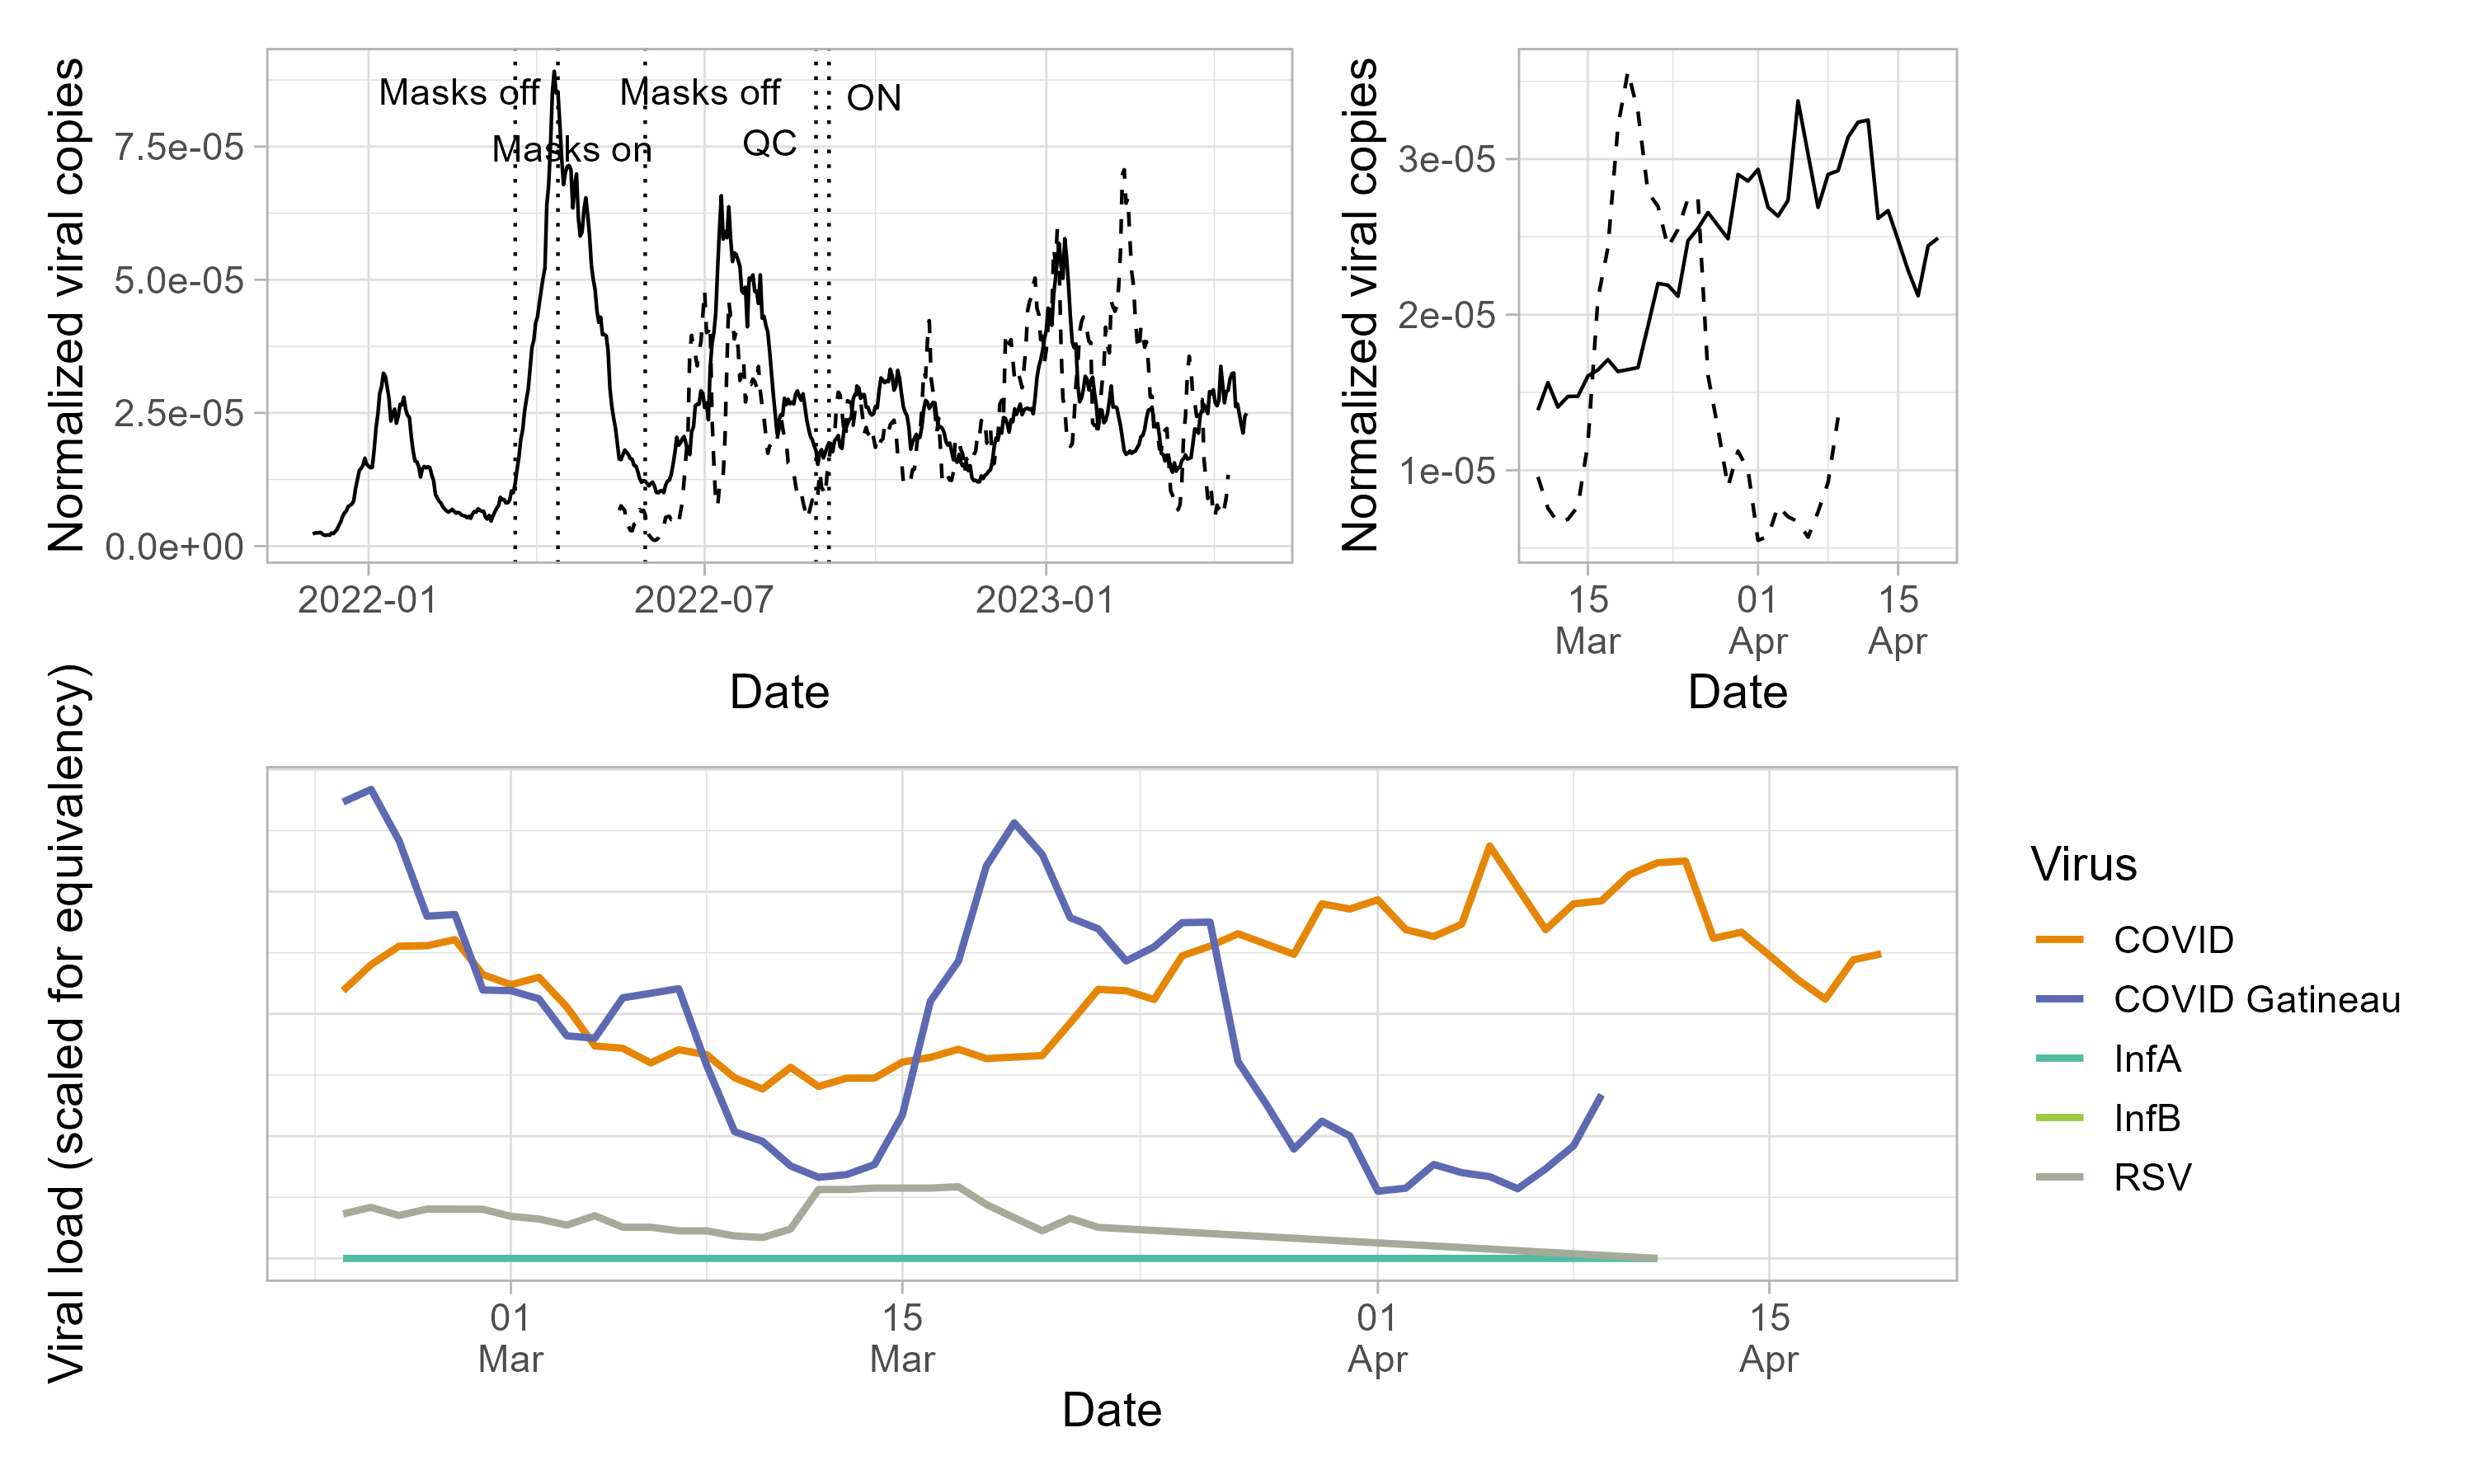 Normalized viral copies
7.5e-05
5.0e-05
2.5e-05
0.0e+00
Masks off
Masks on
Masks off
QC
ON
2022-01
2022-07
2023-01
Date
Normalized viral copies
3e-05
2e-05
1e-05
15 Mar
01 Apr
15 Apr
Date
Viral load (scaled for equivalency)
01 Mar
15 Mar
01 Apr
15 Apr
Date
Virus
COVID
COVID Gatineau
InfA
InfB
RSV